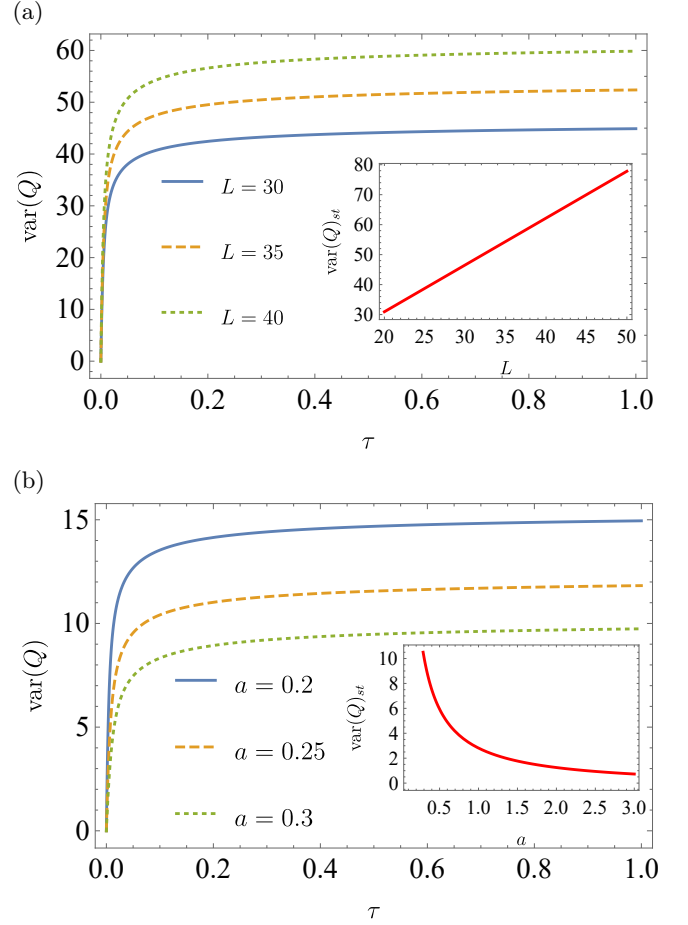 (a)
var(Q)
60
50
40
30
20
10
0
L = 30
L = 35
L = 40
var(Q)st
80
70
60
50
40
30
20 25 30 35 40 45 50
L
0.0 0.2 0.4 0.6 0.8 1.0
τ
(b)
var(Q)
15
10
5
0
a = 0.2
a = 0.25
a = 0.3
var(Q)st
10
8
6
4
2
0
0.5 1.0 1.5 2.0 2.5 3.0
a
0.0 0.2 0.4 0.6 0.8 1.0
τ